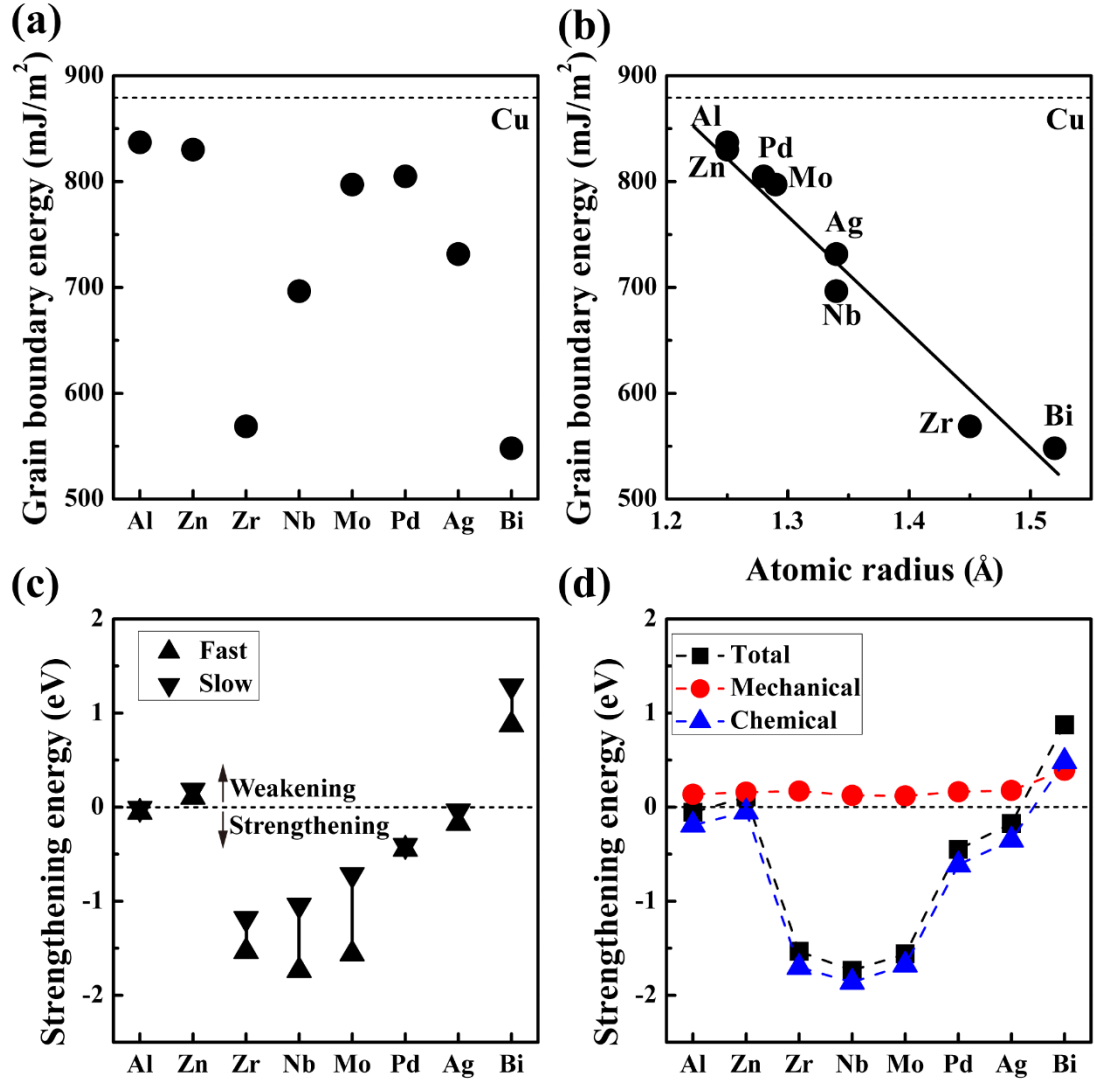 (a)
Grain boundary energy (mJ/m²)
900
800
700
600
500
Cu
Al Zn Zr Nb Mo Pd Ag Bi
(b)
Grain boundary energy (mJ/m²)
900
800
700
600
500
Cu
Al
Zn
Pd
Mo
Ag
Nb
Zr
Bi
1.2 1.3 1.4 1.5
Atomic radius (Å)
(c)
Strengthening energy (eV)
2
1
0
-1
-2
Fast
Slow
Weakening
Strengthening
Al Zn Zr Nb Mo Pd Ag Bi
(d)
Strengthening energy (eV)
2
1
0
-1
-2
Total
Mechanical
Chemical
Al Zn Zr Nb Mo Pd Ag Bi